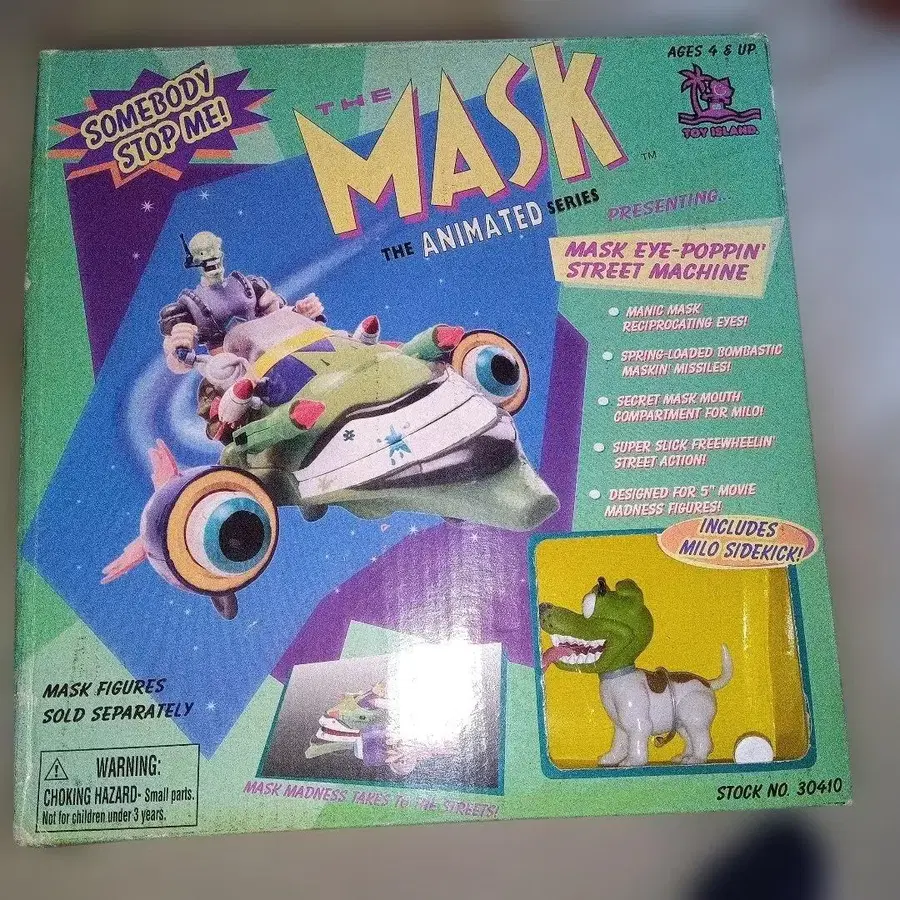 SOMEBODY
STOP ME!
THE
MASK
TM
THE ANIMATED SERIES
AGES 4 & UP
TOY ISLAND
PRESENTING...
MASK EYE-POPPIN'
STREET MACHINE
MANIC MASK
RECIPROCATING EYES!
SPRING-LOADED BOMBASTIC
MASKIN' MISSILES!
SECRET MASK MOUTH
COMPARTMENT FOR MILO!
SUPER SLICK FREEWHEELIN'
STREET ACTION!
DESIGNED FOR 5" MOVIE
MADNESS FIGURES!
INCLUDES
MILO SIDEKICK!
MASK FIGURES
SOLD SEPARATELY
WARNING:
CHOKING HAZARD- Small parts.
Not for children under 3 years.
MASK MADNESS TAKES TO THE STREETS!
STOCK NO. 30410